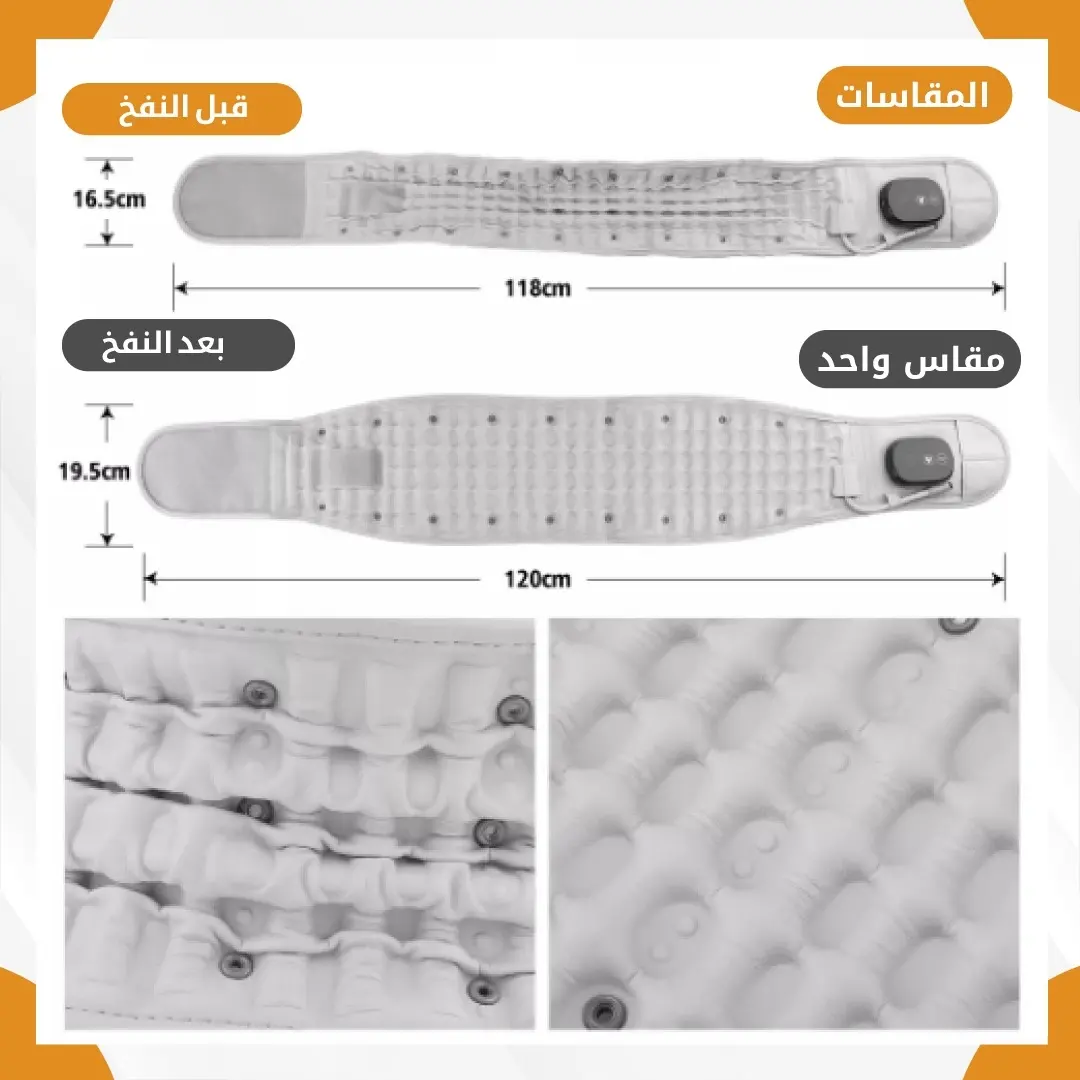 المقاسات
قبل النفخ
16.5cm
118cm
مقاس واحد
بعد النفخ
19.5cm
120cm